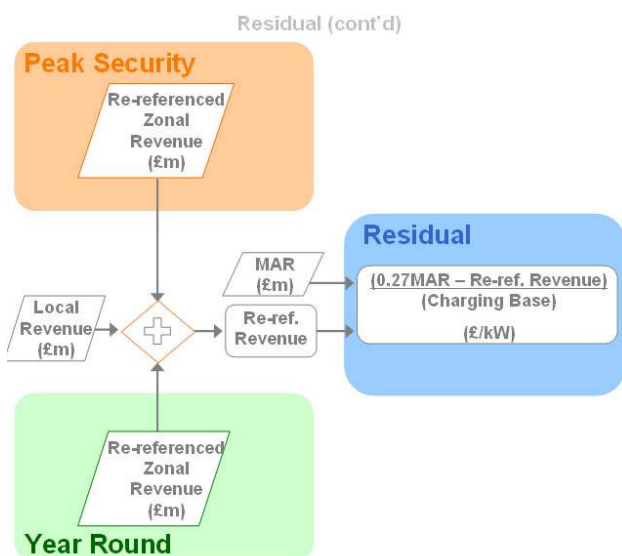 Residual (cont'd)
Peak Security
Re-referenced
Zonal
Revenue
(£m)
Residual
MAR
(£m)
(0.27MAR – Re-ref. Revenue)
(Charging Base)
(£/kW)
Local
Revenue
(£m)
Re-ref.
Revenue
Re-referenced
Zonal
Revenue
(£m)
Year Round